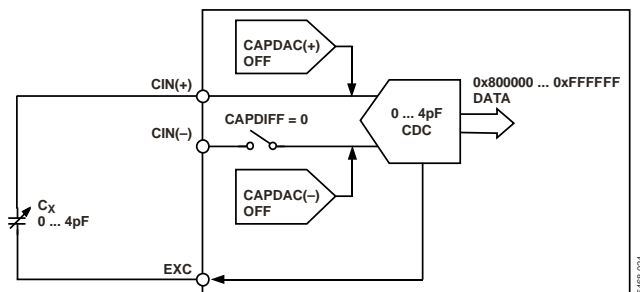 CAPDAC(+)
OFF
CIN(+)
0x800000 ... 0xFFFFFF
DATA
CAPDIFF = 0
0 ... 4pF
CDC
CIN(–)
CAPDAC(–)
OFF
CX
0 ... 4pF
EXC